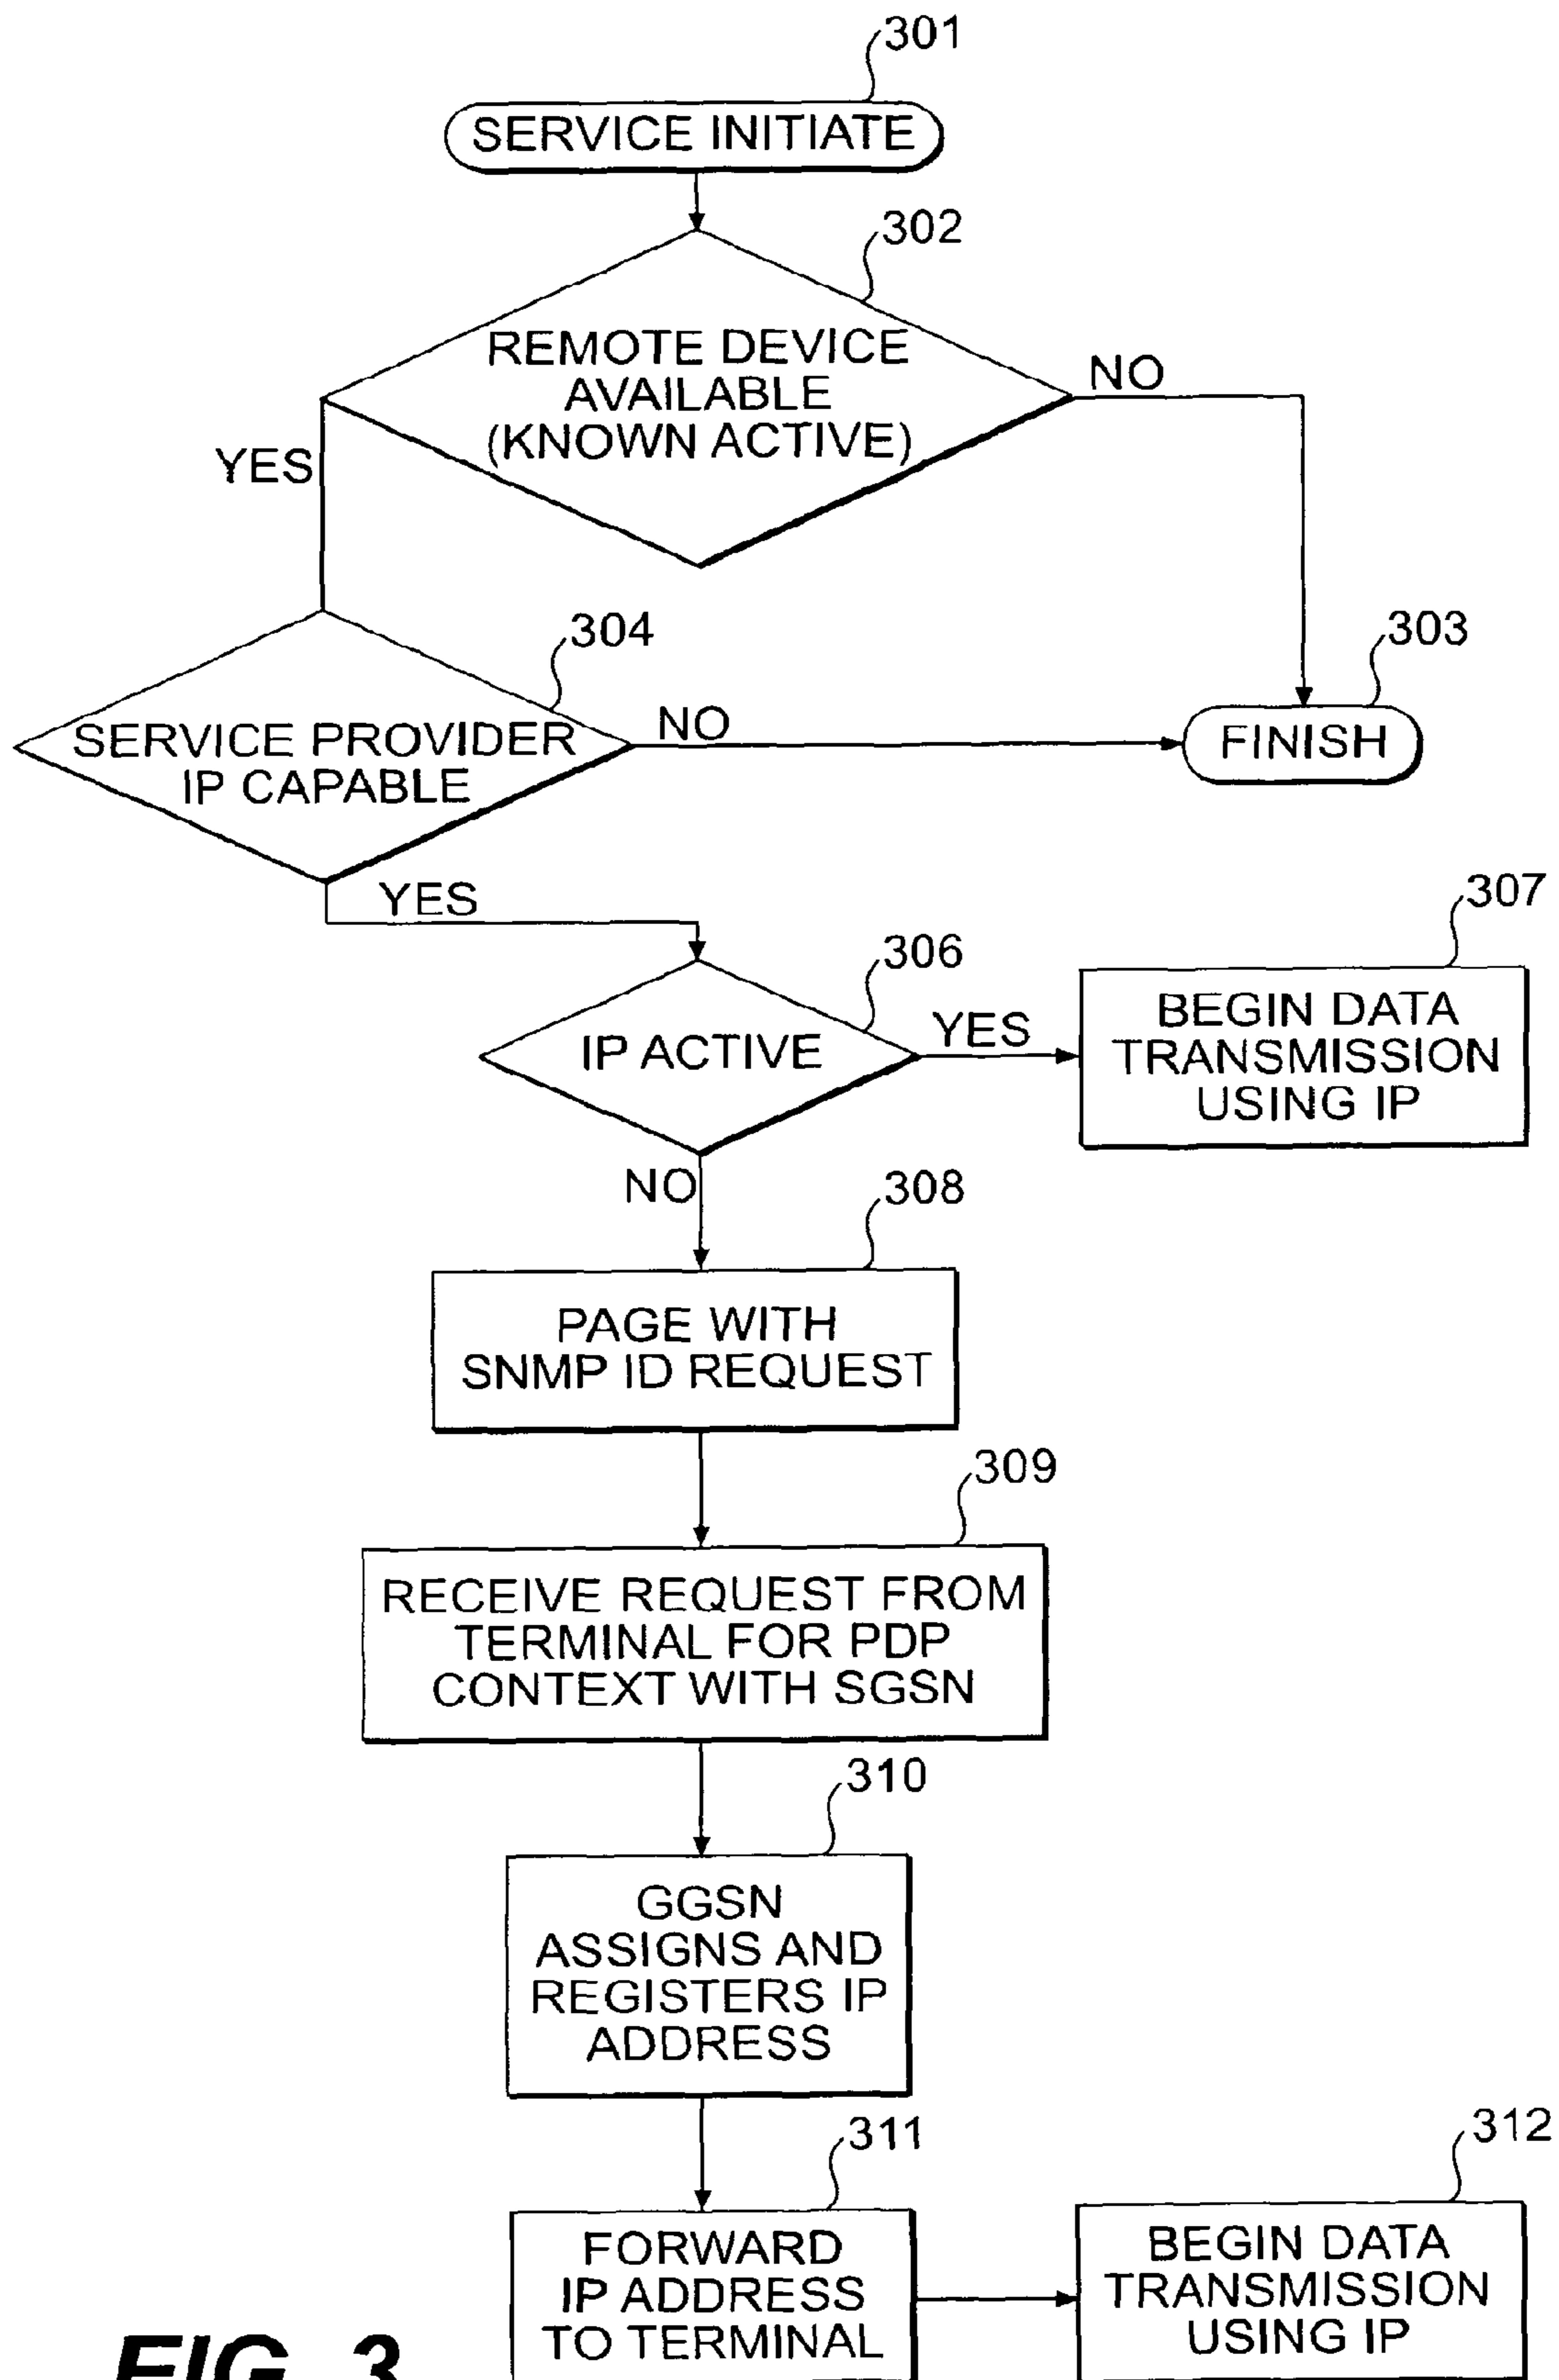 301
SERVICE INITIATE
302
REMOTE DEVICE
AVAILABLE
(KNOWN ACTIVE)
NO
YES
304
303
SERVICE PROVIDER
IP CAPABLE
NO
FINISH
YES
307
306
IP ACTIVE
YES
BEGIN DATA
TRANSMISSION
USING IP
NO
308
PAGE WITH
SNMP ID REQUEST
309
RECEIVE REQUEST FROM
TERMINAL FOR PDP
CONTEXT WITH SGSN
310
GGSN
ASSIGNS AND
REGISTERS IP
ADDRESS
311
312
FORWARD
IP ADDRESS
TO TERMINAL
BEGIN DATA
TRANSMISSION
USING IP
FIG. 3